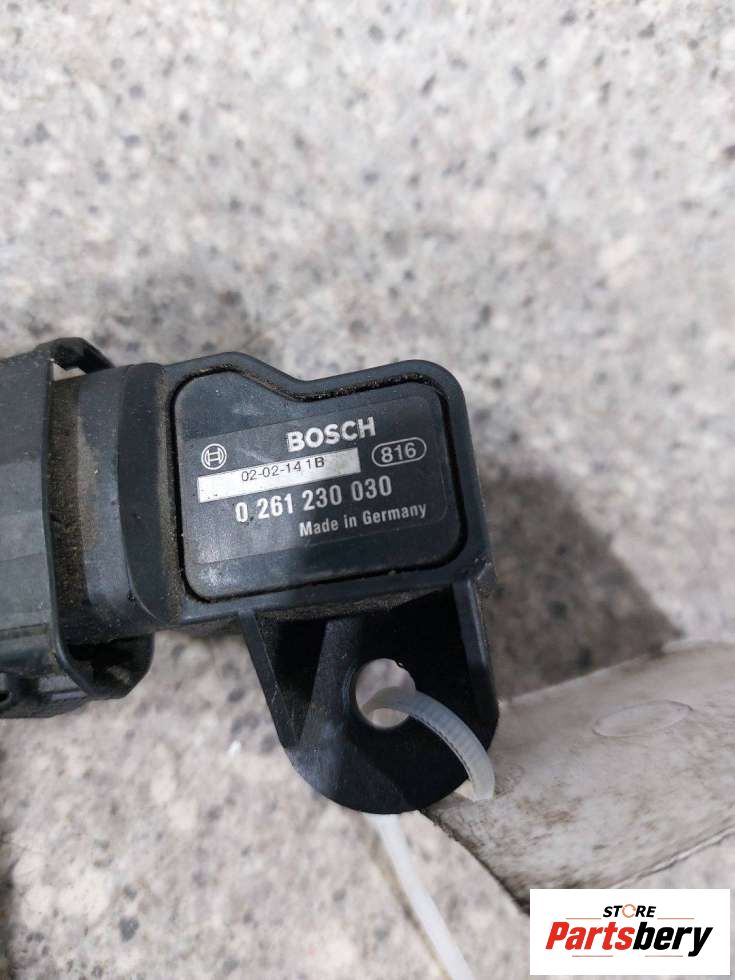 BOSCH
02-02-14 1B
816
0 261 230 030
Made in Germany
STORE
Partsbery